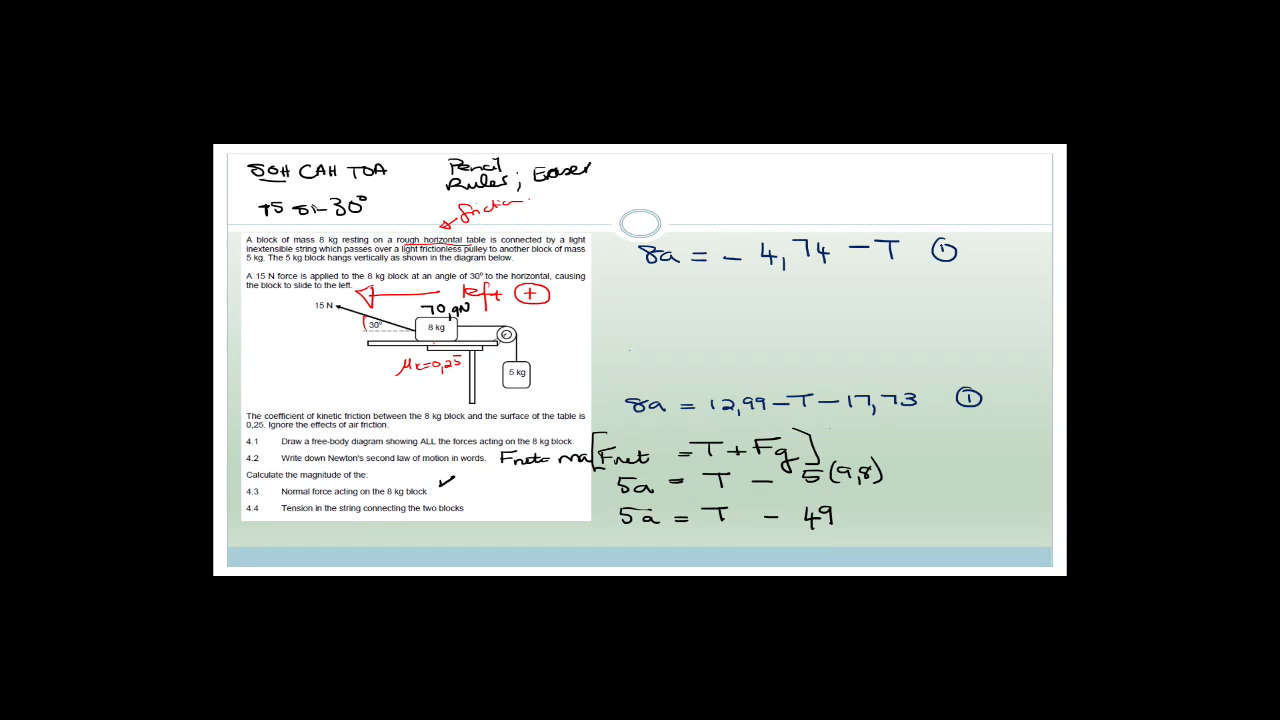 SOH CAH TOA
15 sin 30°
Pencil
Ruler ; Eraser
friction
A block of mass 8 kg resting on a rough horizontal table is connected by a light
inextensible string which passes over a light frictionless pulley to another block of mass
5 kg. The 5 kg block hangs vertically as shown in the diagram below.
A 15 N force is applied to the 8 kg block at an angle of 30° to the horizontal, causing
the block to slide to the left.
left +
15 N
70,9N
30°
8 kg
μk=0,25
5 kg
The coefficient of kinetic friction between the 8 kg block and the surface of the table is
0,25. Ignore the effects of air friction.
4.1 Draw a free-body diagram showing ALL the forces acting on the 8 kg block.
4.2 Write down Newton's second law of motion in words. Fnet= ma
Calculate the magnitude of the:
4.3 Normal force acting on the 8 kg block ✓
4.4 Tension in the string connecting the two blocks
8a = - 4,74 - T ①
8a = 12,99 - T - 17,73 ①
[Fnet = T + Fg]
5a = T - 5(9,8)
5a = T - 49